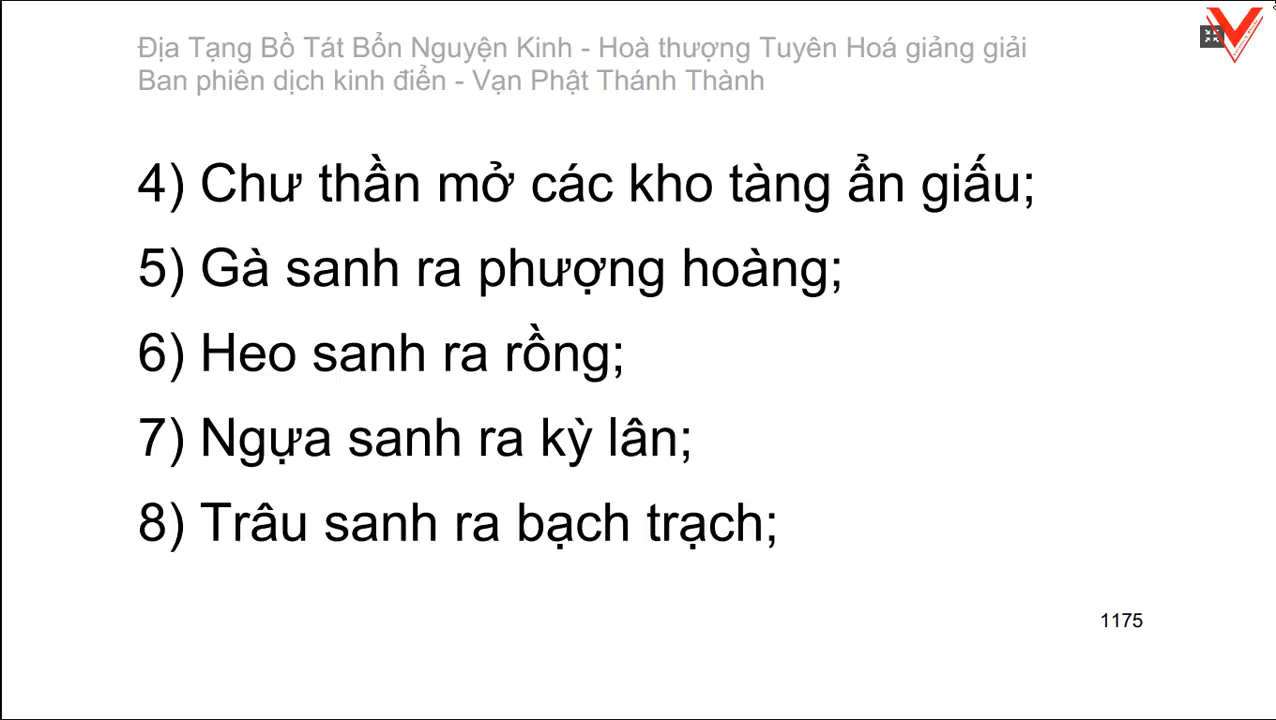 Địa Tạng Bồ Tát Bổn Nguyện Kinh - Hoà thượng Tuyên Hoá giảng giải
Ban phiên dịch kinh điển - Vạn Phật Thánh Thành
4) Chư thần mở các kho tàng ẩn giấu;
5) Gà sanh ra phượng hoàng;
6) Heo sanh ra rồng;
7) Ngựa sanh ra kỳ lân;
8) Trâu sanh ra bạch trạch;
1175